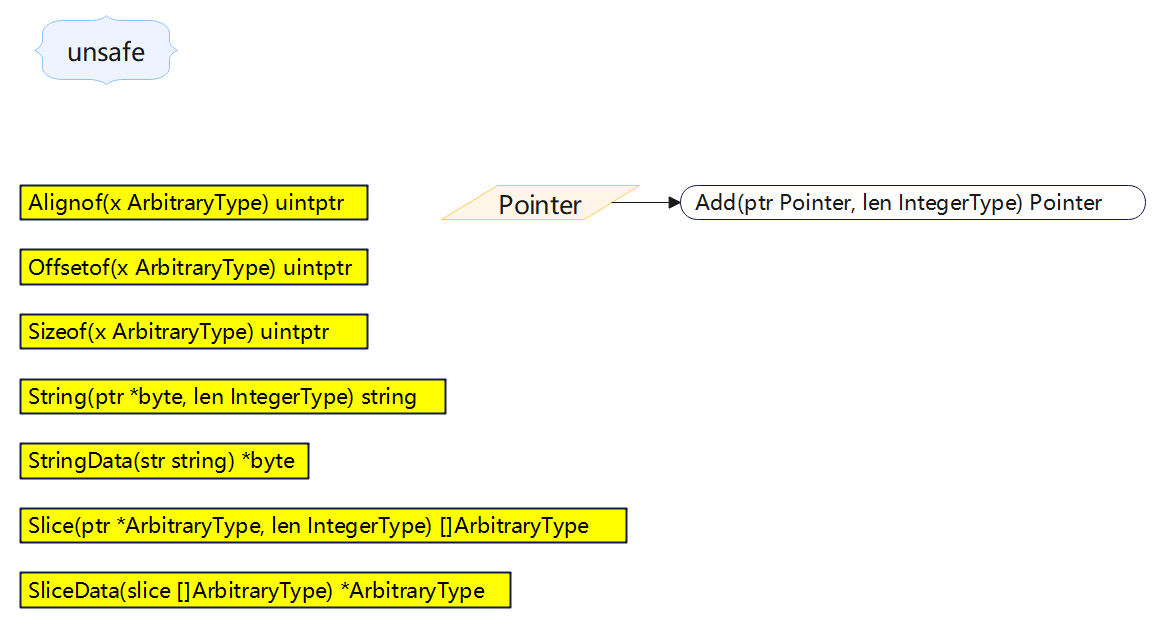 unsafe
Alignof(x ArbitraryType) uintptr
Pointer
Add(ptr Pointer, len IntegerType) Pointer
Offsetof(x ArbitraryType) uintptr
Sizeof(x ArbitraryType) uintptr
String(ptr *byte, len IntegerType) string
StringData(str string) *byte
Slice(ptr *ArbitraryType, len IntegerType) []ArbitraryType
SliceData(slice []ArbitraryType) *ArbitraryType